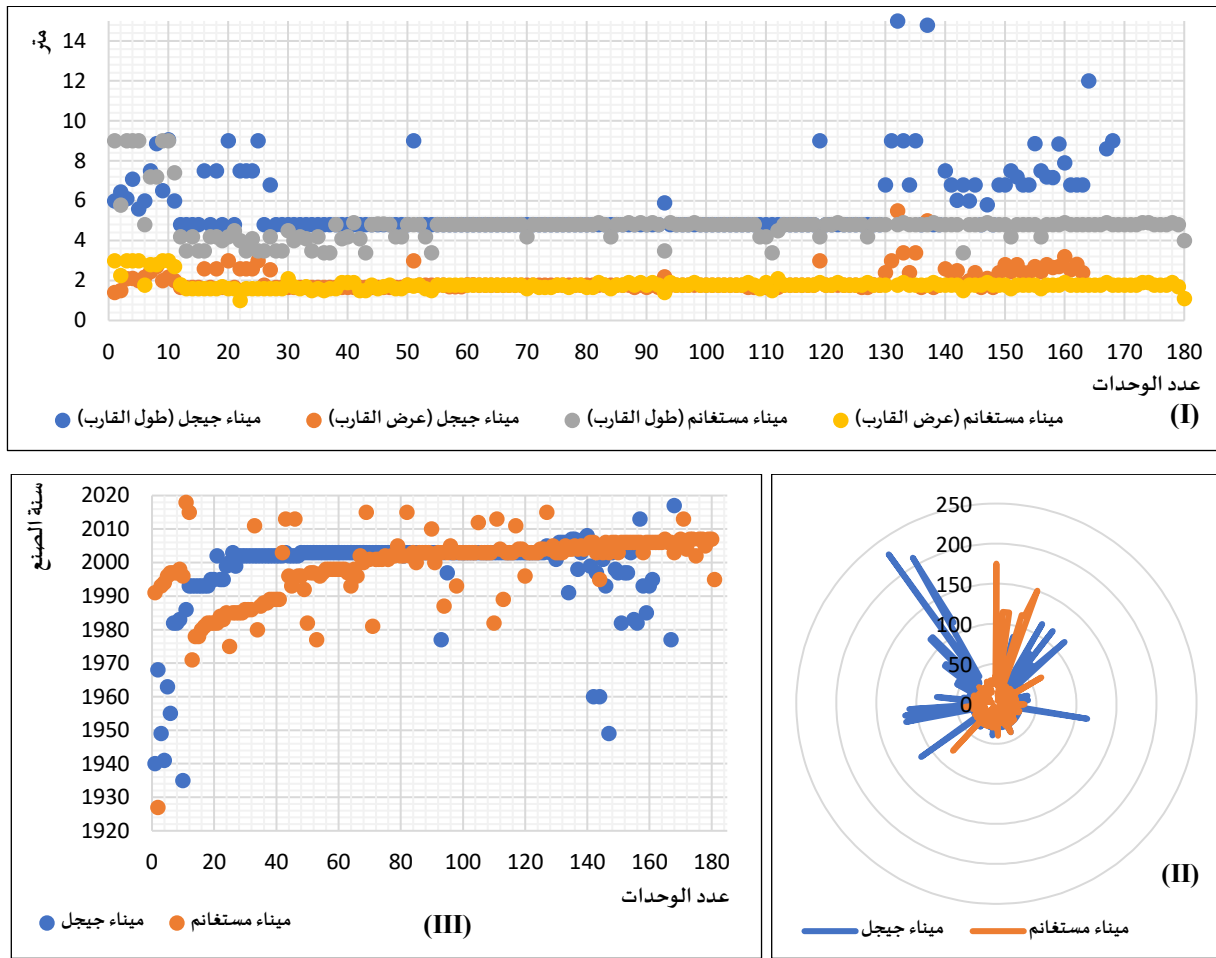 متر
14
12
10
8
6
4
2
0
0 10 20 30 40 50 60 70 80 90 100 110 120 130 140 150 160 170 180
عدد الوحدات
ميناء جيجل (طول القارب) ميناء جيجل (عرض القارب) ميناء مستغانم (طول القارب) ميناء مستغانم (عرض القارب)
(I)
سنة الصنع
2020
2010
2000
1990
1980
1970
1960
1950
1940
1930
1920
0 20 40 60 80 100 120 140 160 180
عدد الوحدات
ميناء جيجل ميناء مستغانم
(III)
250
200
150
100
50
0
(II)
ميناء جيجل ميناء مستغانم